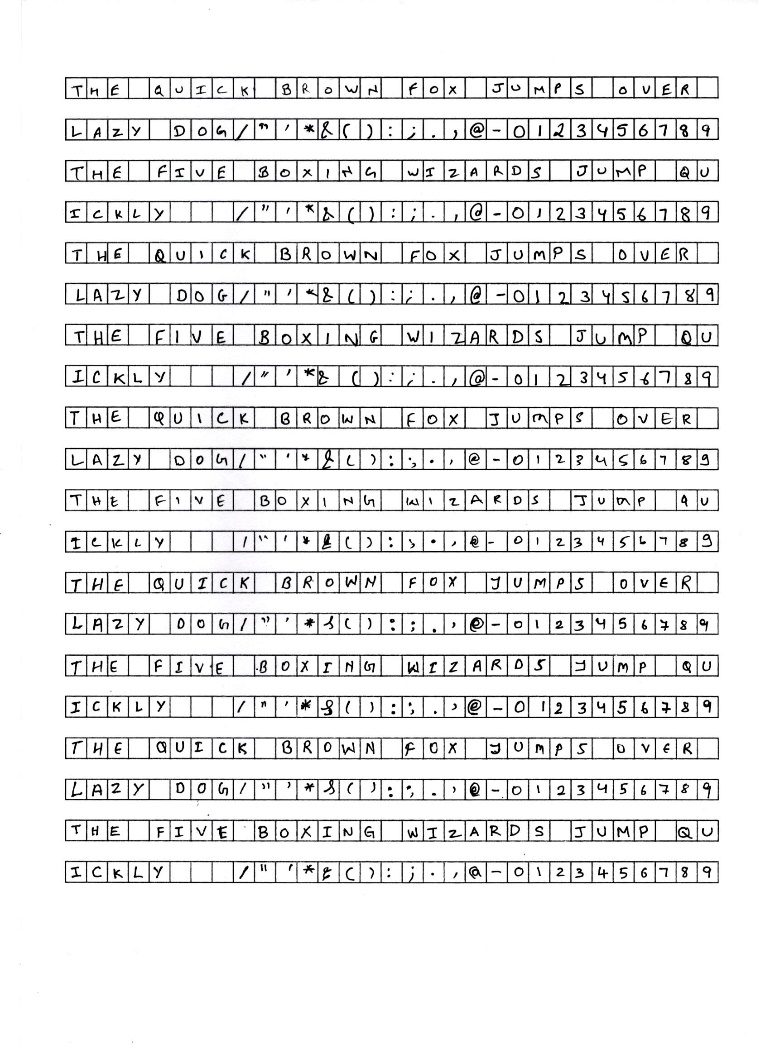 THE QUICK BROWN FOX JUMPS OVER
LAZY DOG/"'*&():;.,@-0123456789
THE FIVE BOXING WIZARDS JUMP QU
ICKLY   /"'*&():;.,@-0123456789
THE QUICK BROWN FOX JUMPS OVER
LAZY DOG/"'*&():;.,@-0123456789
THE FIVE BOXING WIZARDS JUMP QU
ICKLY   /"'*&():;.,@-0123456789
THE QUICK BROWN FOX JUMPS OVER
LAZY DOG/"'*&():;.,@-0123456789
THE FIVE BOXING WIZARDS JUMP QU
ICKLY   /"'*&():;.,@-0123456789
THE QUICK BROWN FOX JUMPS OVER
LAZY DOG/"'*&():;.,@-0123456789
THE FIVE BOXING WIZARDS JUMP QU
ICKLY   /"'*&():;.,@-0123456789
THE QUICK BROWN FOX JUMPS OVER
LAZY DOG/"'*&():;.,@-0123456789
THE FIVE BOXING WIZARDS JUMP QU
ICKLY   /"'*&():;.,@-0123456789